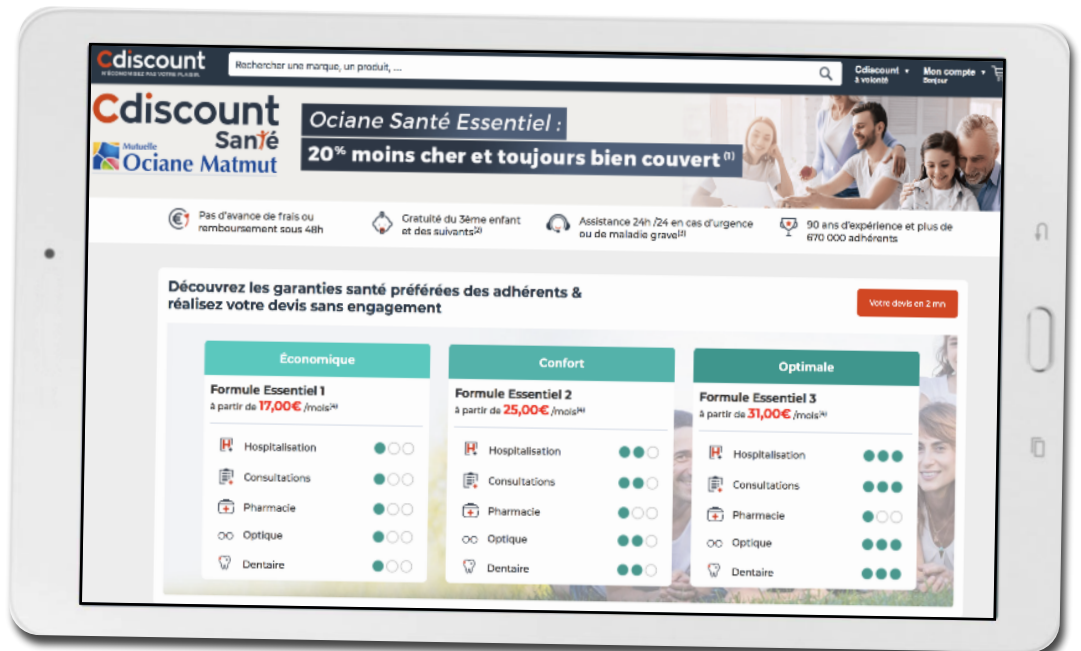 Cdiscount
N'ÉCONOMISEZ PAS VOTRE PLAISIR
Rechercher une marque, un produit, ...
Cdiscount
à volonté
Mon compte
Bonjour
Cdiscount
Santé
Mutuelle
Ociane Matmut
Ociane Santé Essentiel :
20% moins cher et toujours bien couvert (1)
Pas d'avance de frais ou
remboursement sous 48h
Gratuité du 3ème enfant
et des suivants(2)
Assistance 24h /24 en cas d'urgence
ou de maladie grave(3)
90 ans d'expérience et plus de
670 000 adhérents
Découvrez les garanties santé préférées des adhérents &
réalisez votre devis sans engagement
Votre devis en 2 mn
Économique
Formule Essentiel 1
à partir de 17,00€ /mois(4)
Hospitalisation
Consultations
Pharmacie
Optique
Dentaire
Confort
Formule Essentiel 2
à partir de 25,00€ /mois(4)
Hospitalisation
Consultations
Pharmacie
Optique
Dentaire
Optimale
Formule Essentiel 3
à partir de 31,00€ /mois(4)
Hospitalisation
Consultations
Pharmacie
Optique
Dentaire